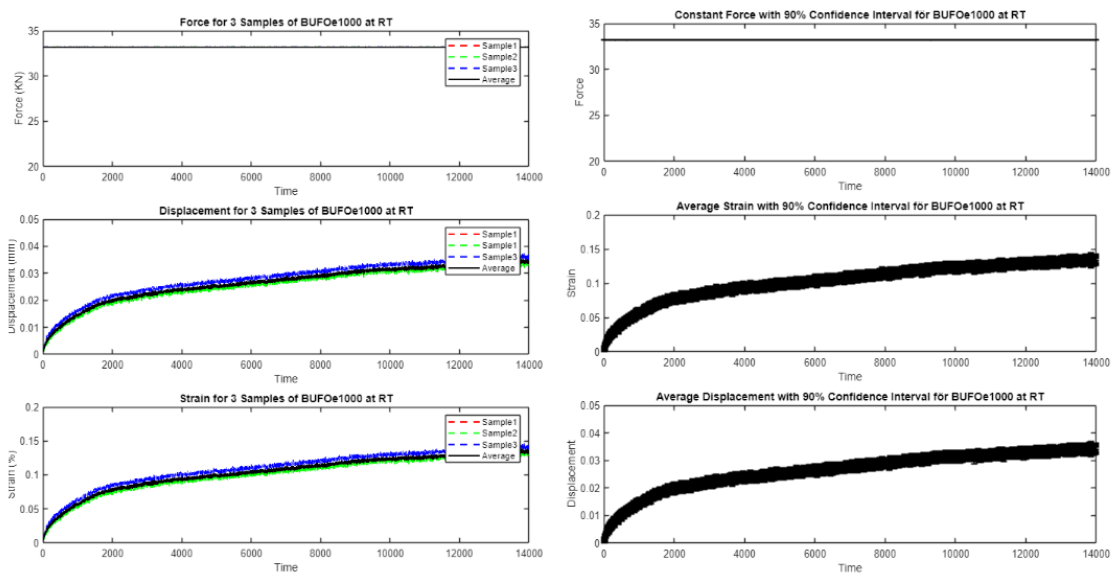 Force for 3 Samples of BUFOe1000 at RT
35
30
25
20
Force (KN)
Sample1
Sample2
Sample3
Average
0 2000 4000 6000 8000 10000 12000 14000
Time
Displacement for 3 Samples of BUFOe1000 at RT
0.05
0.04
0.03
0.02
0.01
0
Displacement (mm)
Sample1
Sample1
Sample3
Average
0 2000 4000 6000 8000 10000 12000 14000
Time
Strain for 3 Samples of BUFOe1000 at RT
0.2
0.15
0.1
0.05
0
Strain (%)
Sample1
Sample2
Sample3
Average
0 2000 4000 6000 8000 10000 12000 14000
Time
Constant Force with 90% Confidence Interval for BUFOe1000 at RT
35
30
25
20
Force
0 2000 4000 6000 8000 10000 12000 14000
Time
Average Strain with 90% Confidence Interval for BUFOe1000 at RT
0.2
0.15
0.1
0.05
0
Strain
0 2000 4000 6000 8000 10000 12000 14000
Time
Average Displacement with 90% Confidence Interval for BUFOe1000 at RT
0.05
0.04
0.03
0.02
0.01
0
Displacement
0 2000 4000 6000 8000 10000 12000 14000
Time